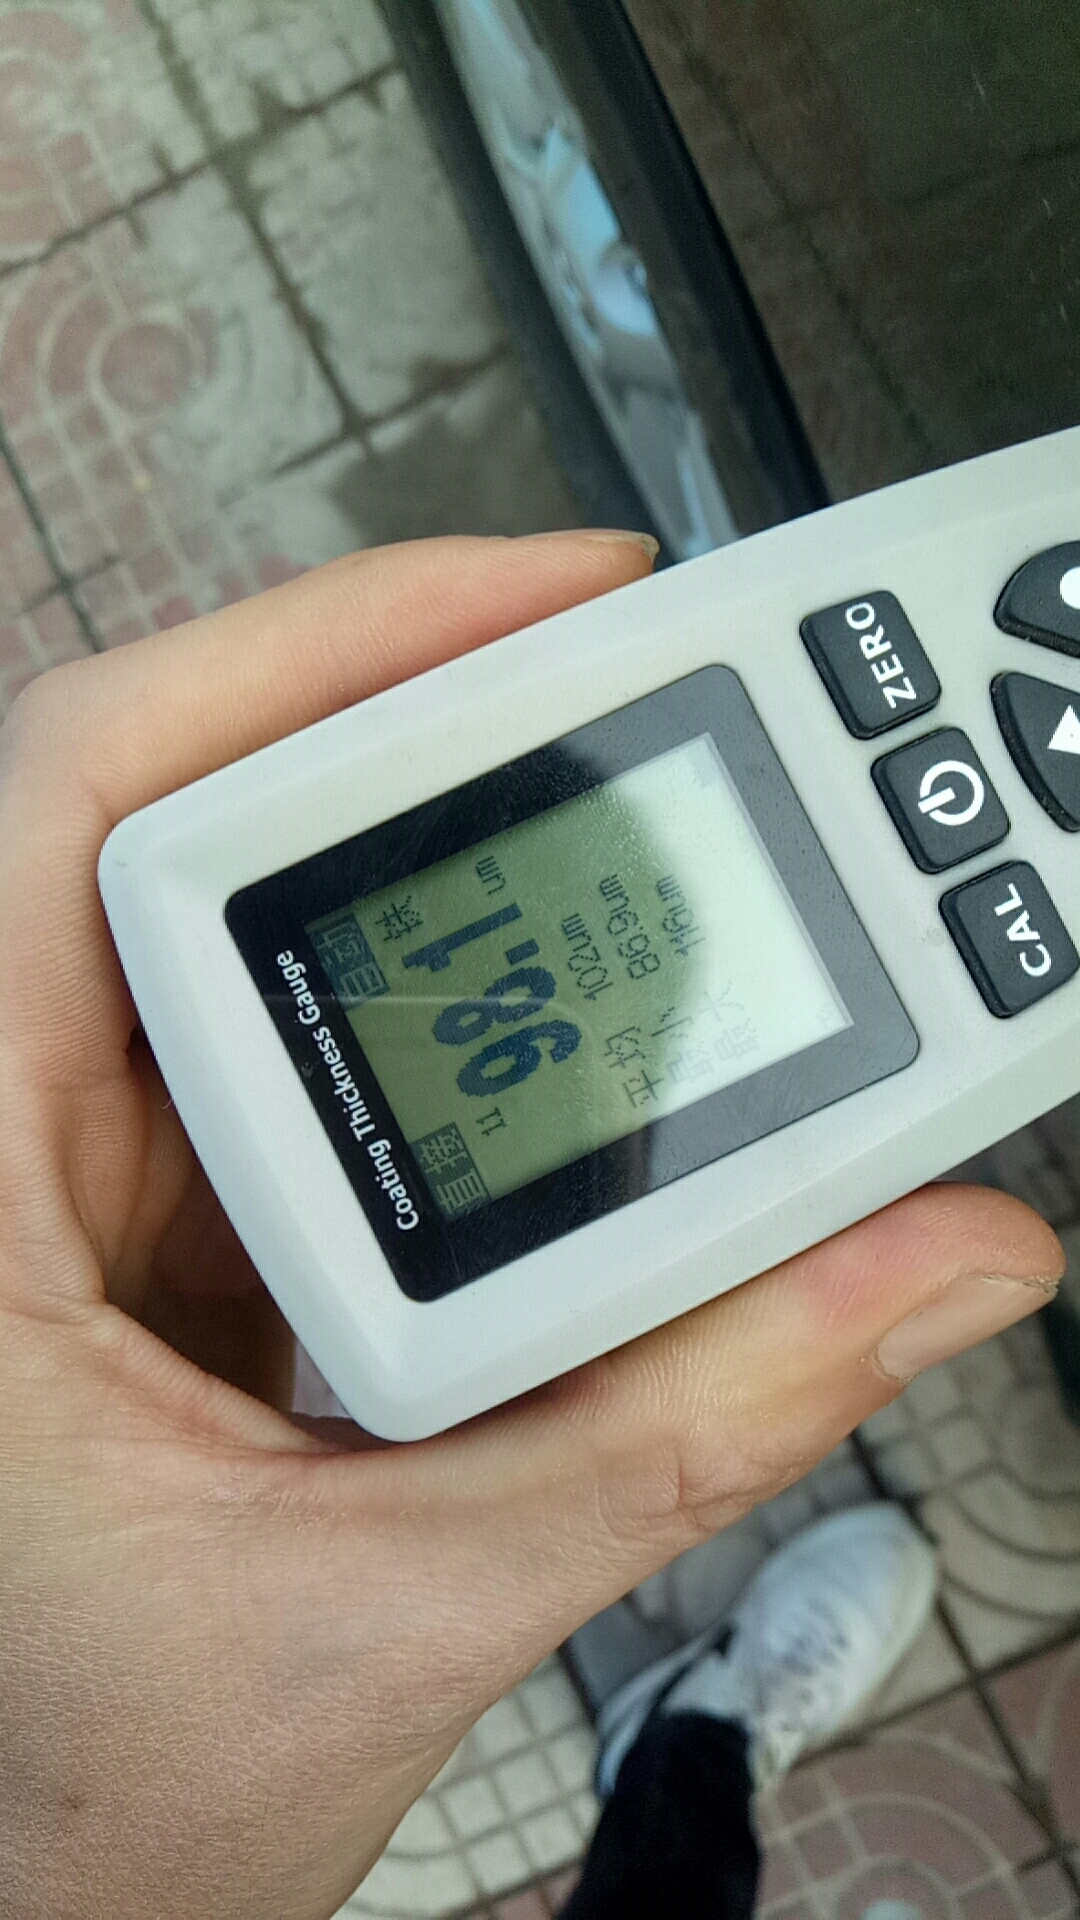 Coating Thickness Gauge
11 98.1 um
平均 102um
最小 86.9um
最大 116um
CAL
ZERO